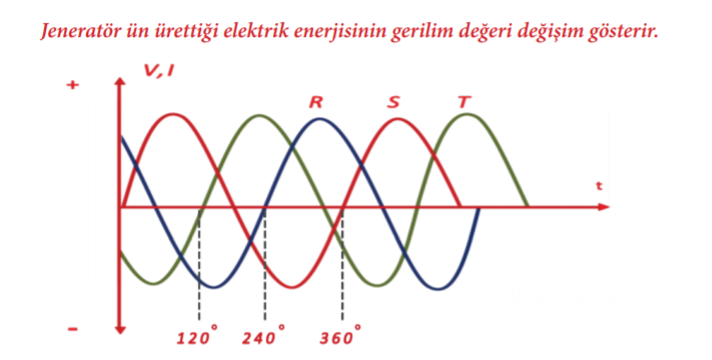 Jeneratör ün ürettiği elektrik enerjisinin gerilim değeri değişim gösterir.
V,I
+
R S T
t
-
120° 240° 360°